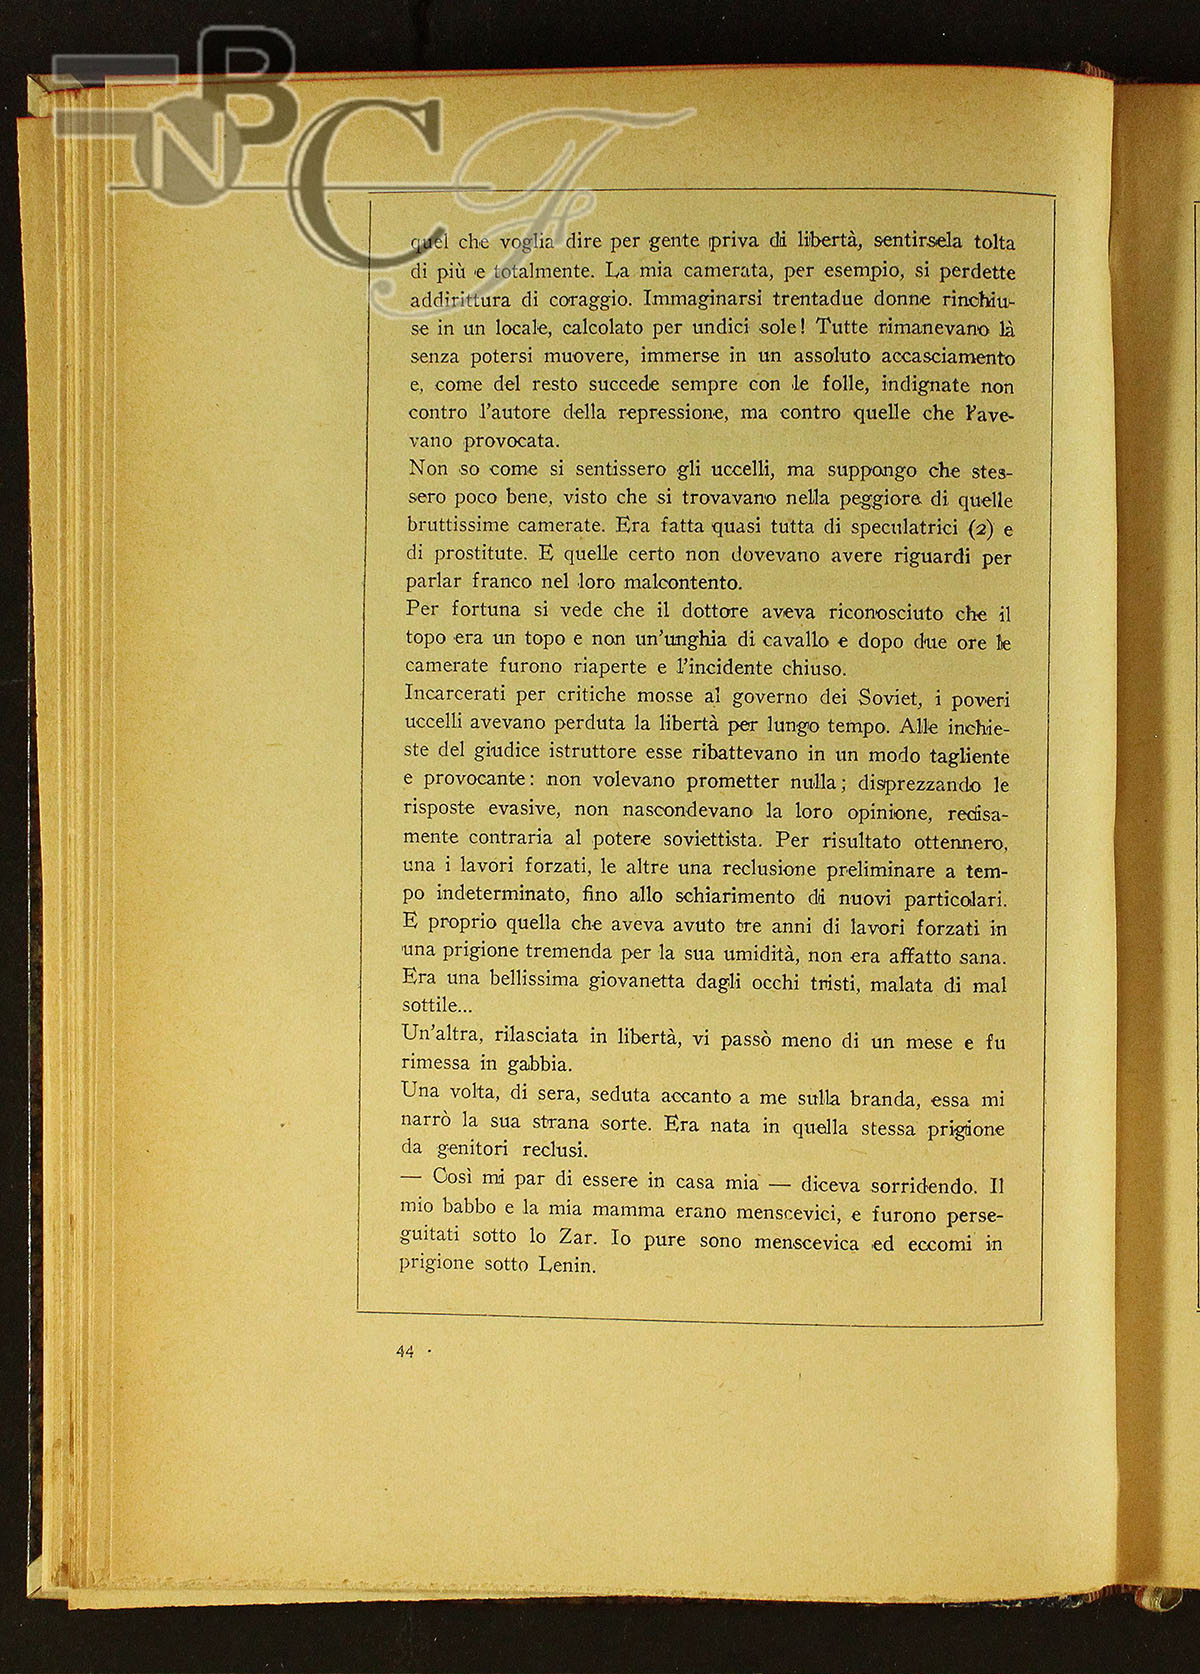 quel che voglia dire per gente priva di libertà, sentirsela tolta
di più e totalmente. La mia camerata, per esempio, si perdette
addirittura di coraggio. Immaginarsi trentadue donne rinchiu-
se in un locale, calcolato per undici sole! Tutte rimanevano là
senza potersi muovere, immerse in un assoluto accasciamento
e, come del resto succede sempre con le folle, indignate non
contro l'autore della repressione, ma contro quelle che l'ave-
vano provocata.
Non so come si sentissero gli uccelli, ma suppongo che stes-
sero poco bene, visto che si trovavano nella peggiore di quelle
bruttissime camerate. Era fatta quasi tutta di speculatrici (2) e
di prostitute. E quelle certo non dovevano avere riguardi per
parlar franco nel loro malcontento.
Per fortuna si vede che il dottore aveva riconosciuto che il
topo era un topo e non un'unghia di cavallo e dopo due ore le
camerate furono riaperte e l'incidente chiuso.
Incarcerati per critiche mosse al governo dei Soviet, i poveri
uccelli avevano perduta la libertà per lungo tempo. Alle inchie-
ste del giudice istruttore esse ribattevano in un modo tagliente
e provocante: non volevano prometter nulla; disprezzando le
risposte evasive, non nascondevano la loro opinione, recisa-
mente contraria al potere soviettista. Per risultato ottennero,
una i lavori forzati, le altre una reclusione preliminare a tem-
po indeterminato, fino allo schiarimento di nuovi particolari.
E proprio quella che aveva avuto tre anni di lavori forzati in
una prigione tremenda per la sua umidità, non era affatto sana.
Era una bellissima giovanetta dagli occhi tristi, malata di mal
sottile...
Un'altra, rilasciata in libertà, vi passò meno di un mese e fu
rimessa in gabbia.
Una volta, di sera, seduta accanto a me sulla branda, essa mi
narrò la sua strana sorte. Era nata in quella stessa prigione
da genitori reclusi.
— Così mi par di essere in casa mia — diceva sorridendo. Il
mio babbo e la mia mamma erano menscevici, e furono perse-
guitati sotto lo Zar. Io pure sono menscevica ed eccomi in
prigione sotto Lenin.
44